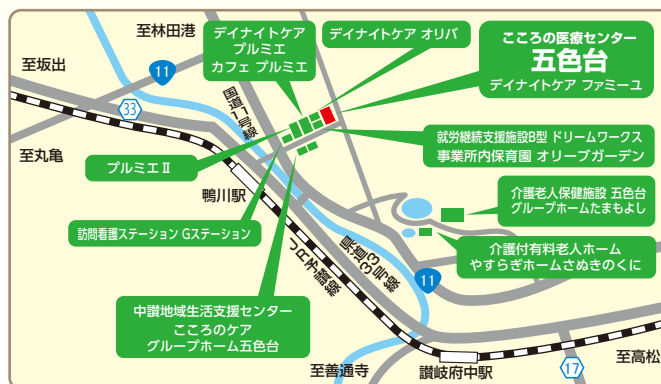 至林田港
至坂出
11
33
国道11号線
至丸亀
デイナイトケア
プルミエ
カフェ プルミエ
デイナイトケア オリバ
こころの医療センター
五色台
デイナイトケア ファミーユ
就労継続支援施設B型 ドリームワークス
事業所内保育園 オリーブガーデン
プルミエⅡ
鴨川駅
訪問看護ステーション Gステーション
介護老人保健施設 五色台
グループホームたまもよし
介護付有料老人ホーム
やすらぎホームさぬきのくに
JR予讃線
県道33号線
11
中讃地域生活支援センター
こころのケア
グループホーム五色台
至善通寺
讃岐府中駅
17
至高松